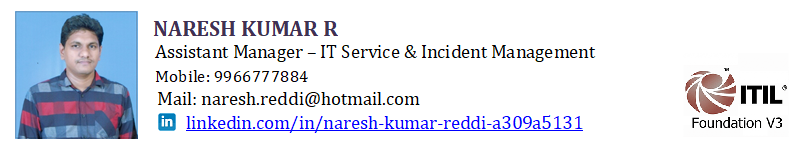 NARESH KUMAR R
Assistant Manager – IT Service & Incident Management
Mobile: 9966777884
Mail: naresh.reddi@hotmail.com
in linkedin.com/in/naresh-kumar-reddi-a309a5131
ITIL®
Foundation V3
™